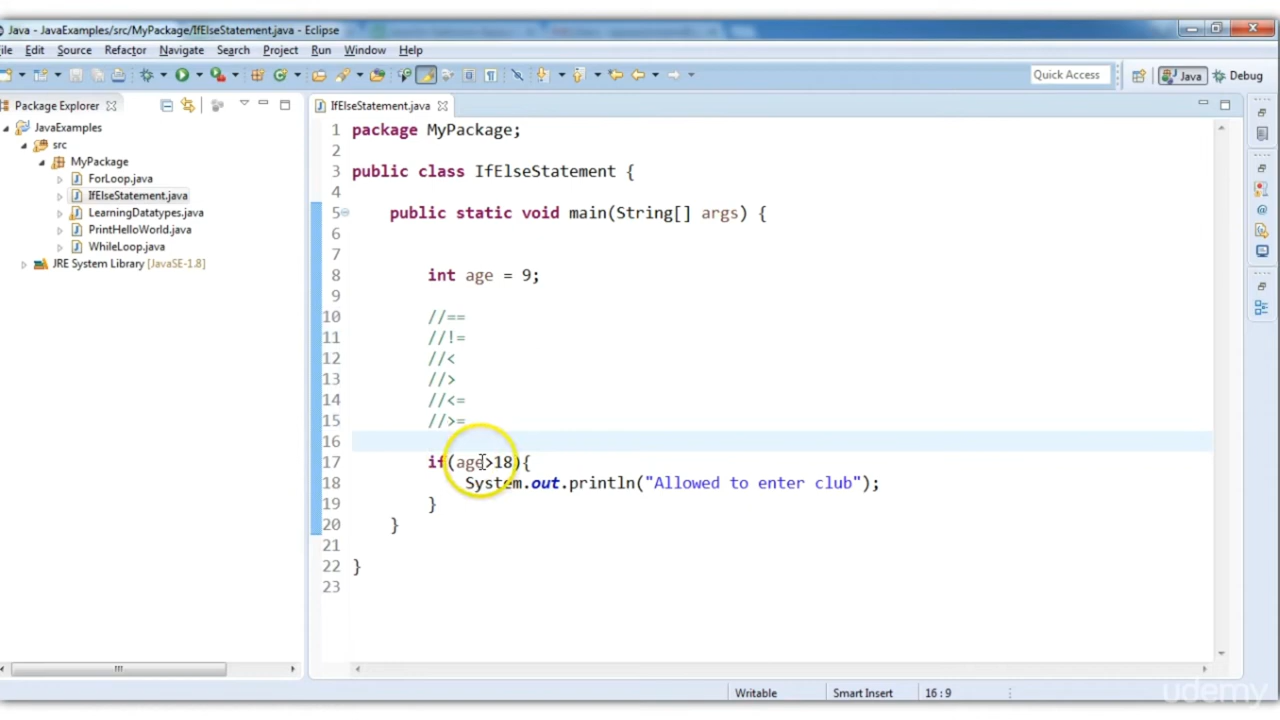 Java - JavaExamples/src/MyPackage/IfElseStatement.java - Eclipse
ile Edit Source Refactor Navigate Search Project Run Window Help
Quick Access Java Debug
Package Explorer
JavaExamples
src
MyPackage
ForLoop.java
IfElseStatement.java
LearningDatatypes.java
PrintHelloWorld.java
WhileLoop.java
JRE System Library [JavaSE-1.8]
IfElseStatement.java
1 package MyPackage;
2
3 public class IfElseStatement {
4
5 public static void main(String[] args) {
6
7
8 int age = 9;
9
10 //==
11 //!=
12 //<
13 //>
14 //<=
15 //>=
16
17 if(age>18){
18 System.out.println("Allowed to enter club");
19 }
20 }
21
22 }
23
Writable Smart Insert 16:9
udemy